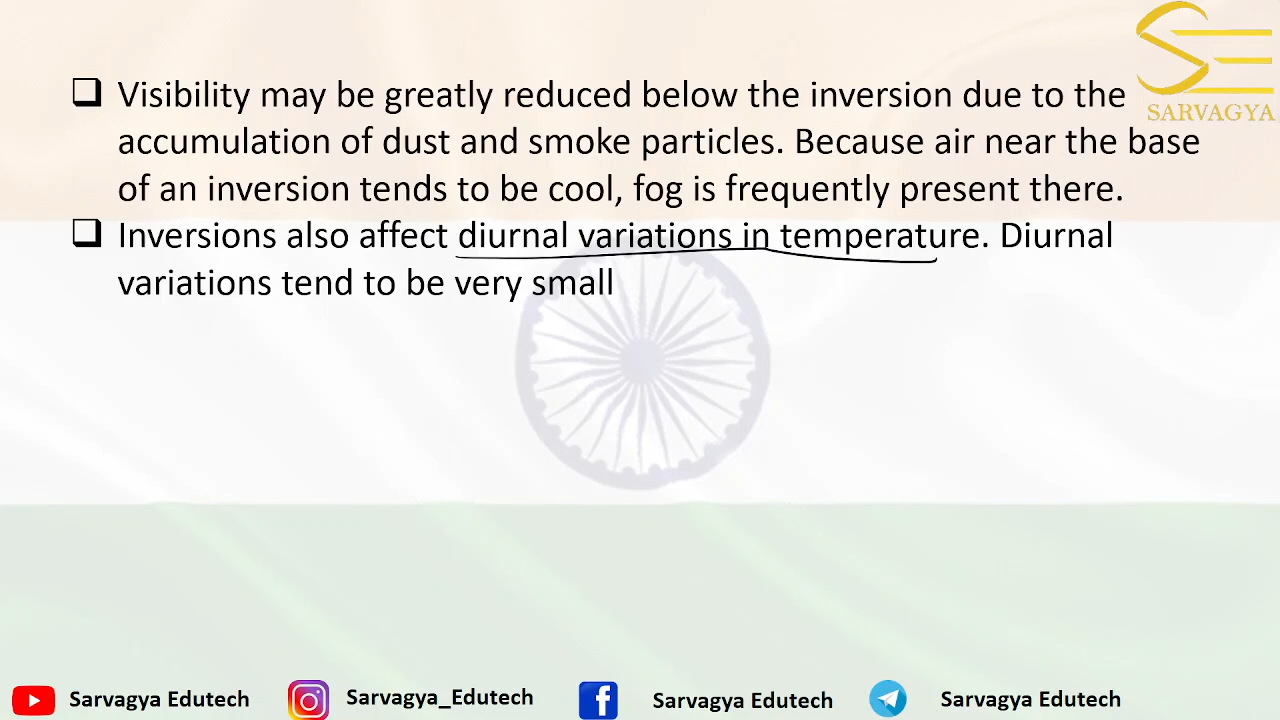 SARVAGYA
❑ Visibility may be greatly reduced below the inversion due to the
accumulation of dust and smoke particles. Because air near the base
of an inversion tends to be cool, fog is frequently present there.
❑ Inversions also affect diurnal variations in temperature. Diurnal
variations tend to be very small
Sarvagya Edutech Sarvagya_Edutech Sarvagya Edutech Sarvagya Edutech